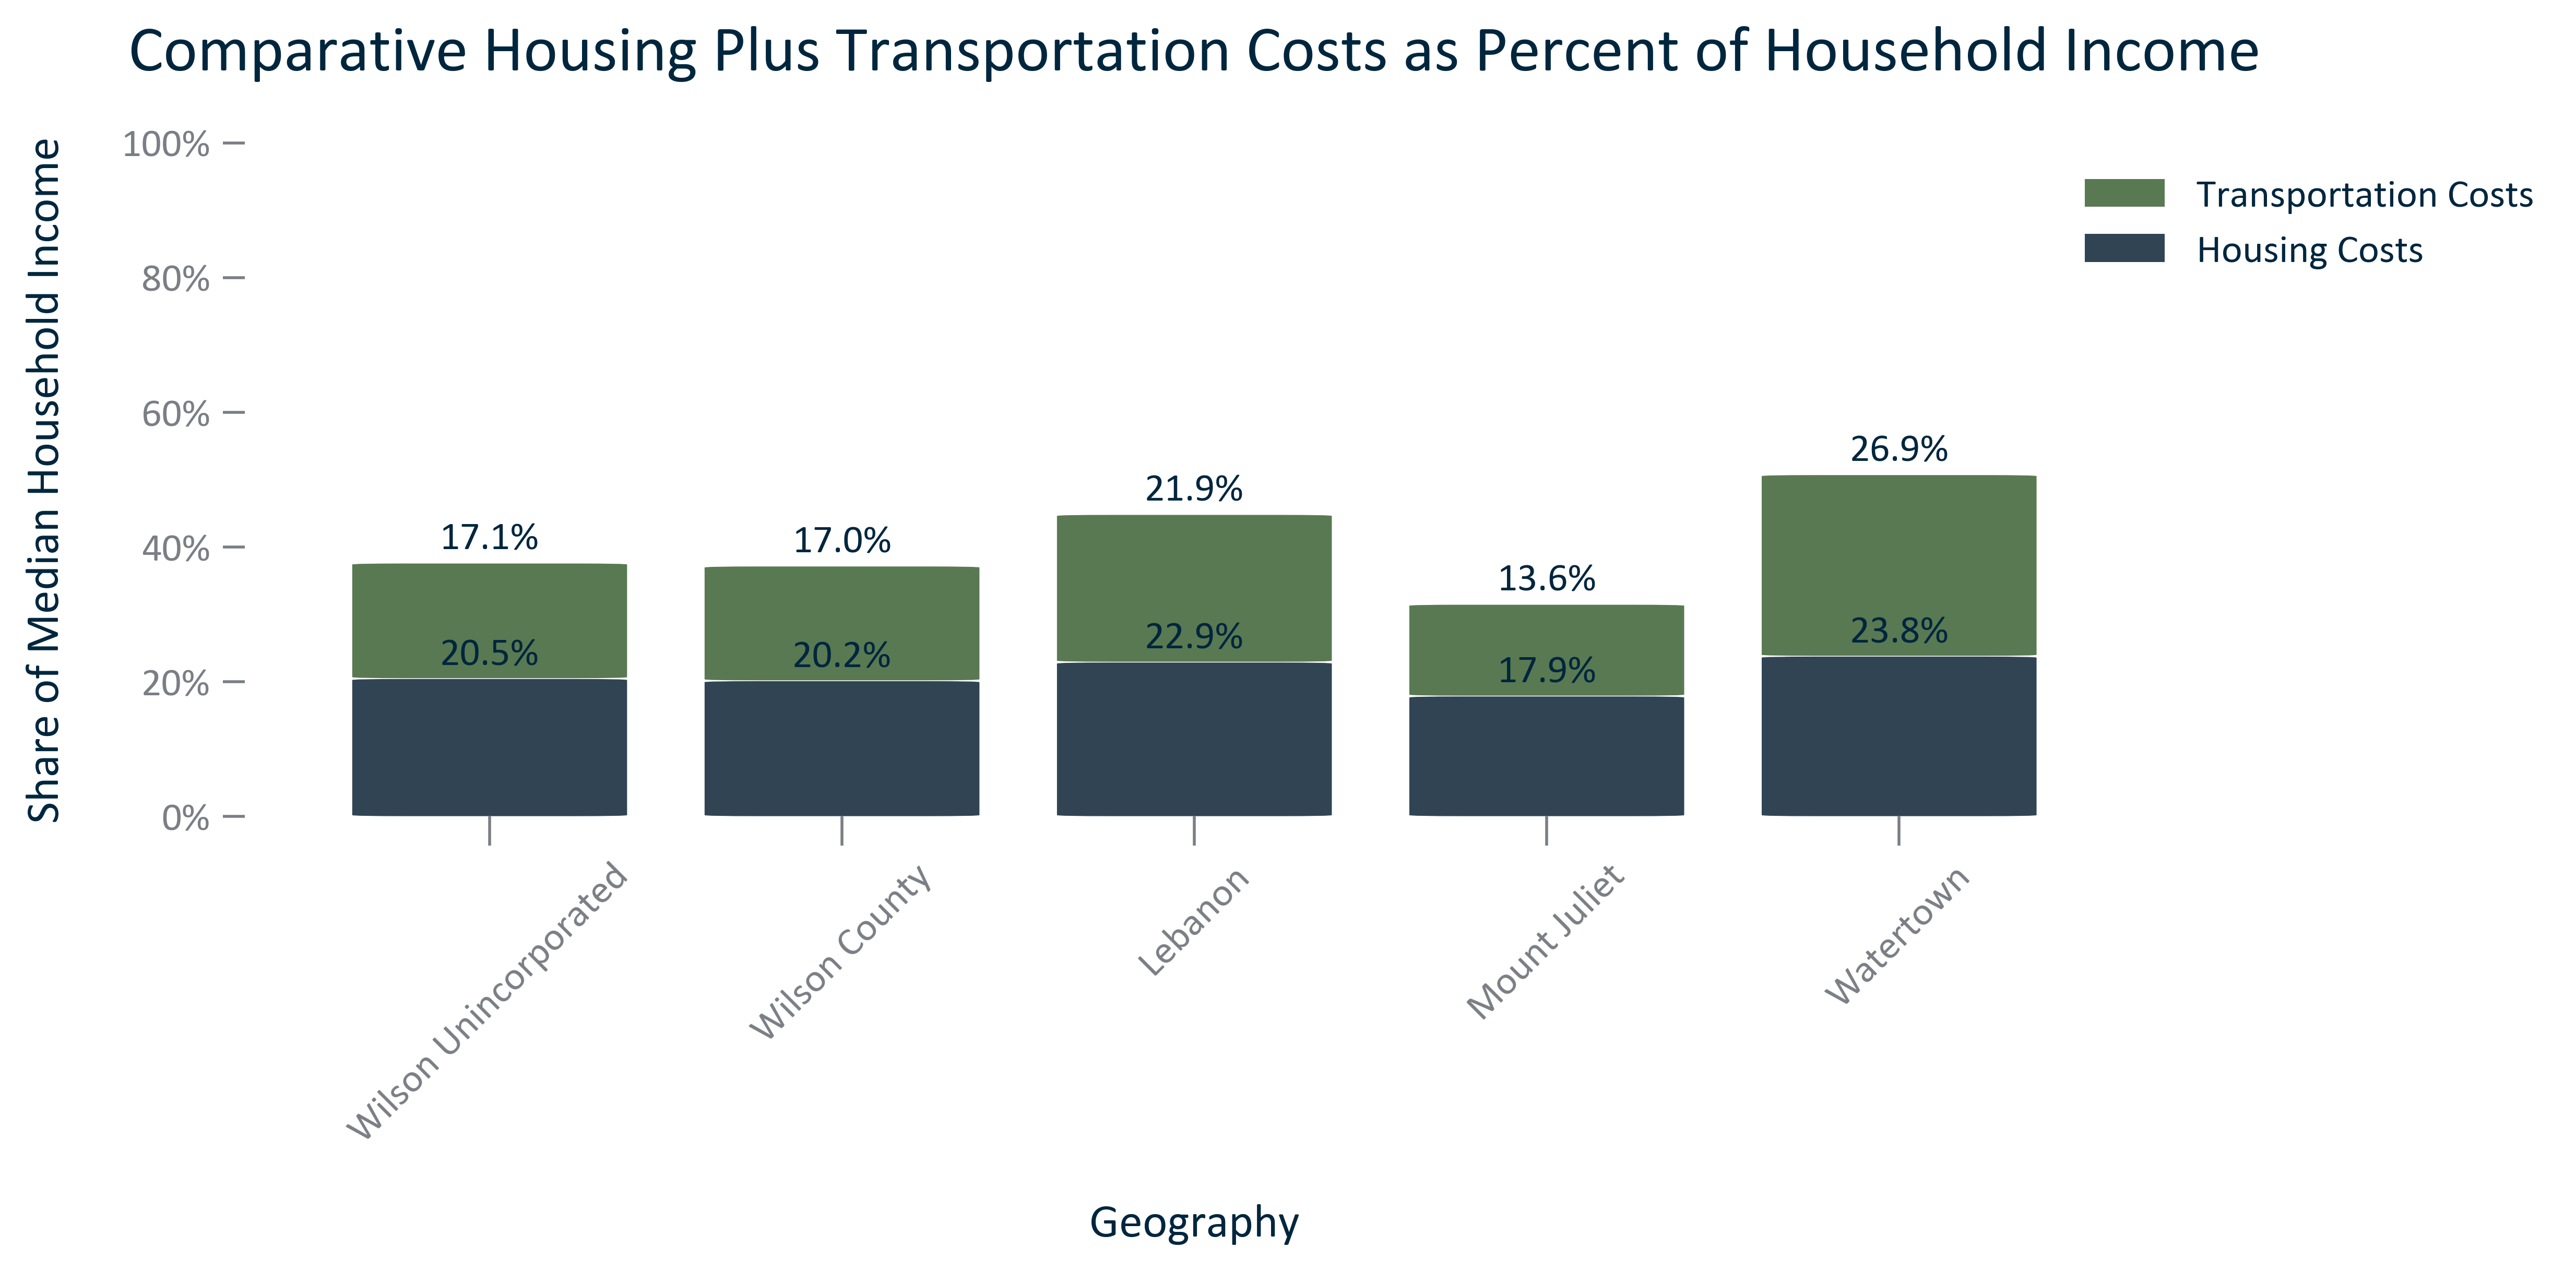 Comparative Housing Plus Transportation Costs as Percent of Household Income
Share of Median Household Income
100%
80%
60%
40%
20%
0%
Transportation Costs
Housing Costs
17.1%
20.5%
17.0%
20.2%
21.9%
22.9%
13.6%
17.9%
26.9%
23.8%
Wilson Unincorporated
Wilson County
Lebanon
Mount Juliet
Watertown
Geography